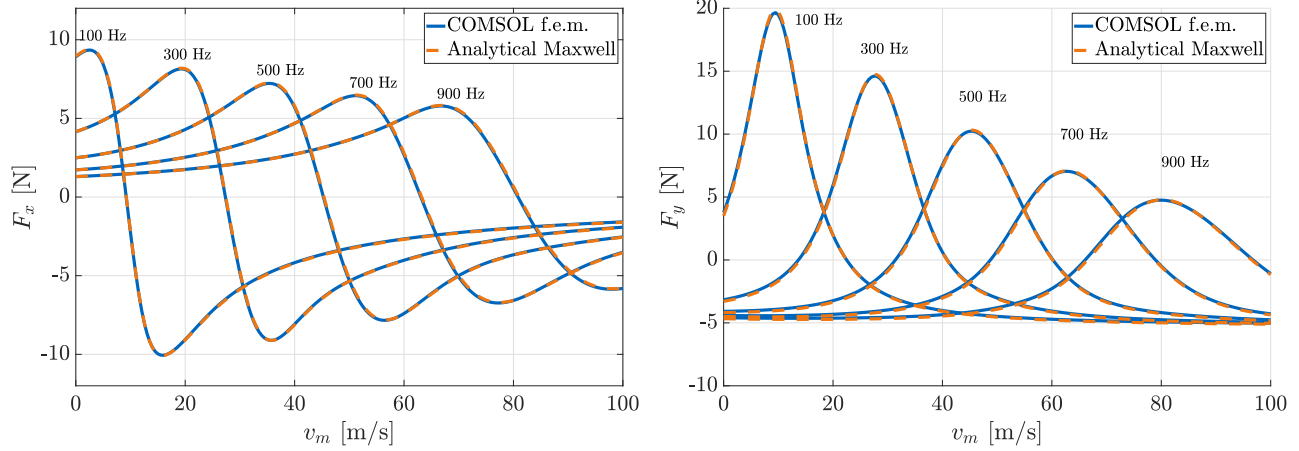 COMSOL f.e.m.
Analytical Maxwell
100 Hz
300 Hz
500 Hz
700 Hz
900 Hz
10
5
0
-5
-10
F_x [N]
0
20
40
60
80
100
v_m [m/s]
COMSOL f.e.m.
Analytical Maxwell
100 Hz
300 Hz
500 Hz
700 Hz
900 Hz
20
15
10
5
0
-5
-10
F_y [N]
0
20
40
60
80
100
v_m [m/s]